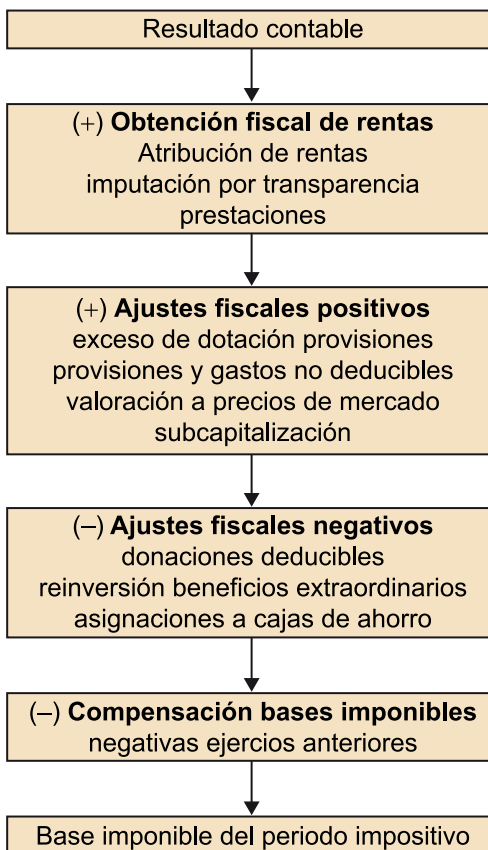 Resultado contable
(+) Obtención fiscal de rentas
Atribución de rentas
imputación por transparencia
prestaciones
(+) Ajustes fiscales positivos
exceso de dotación provisiones
provisiones y gastos no deducibles
valoración a precios de mercado
subcapitalización
(−) Ajustes fiscales negativos
donaciones deducibles
reinversión beneficios extraordinarios
asignaciones a cajas de ahorro
(−) Compensación bases imponibles
negativas ejercios anteriores
Base imponible del periodo impositivo